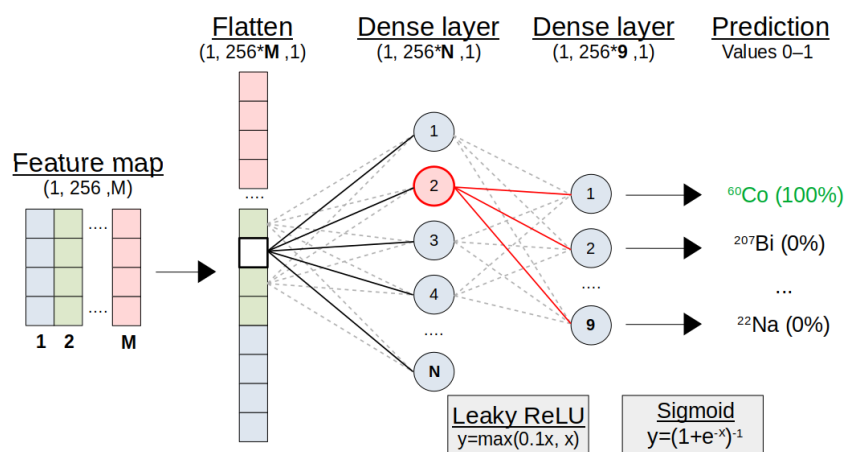 Flatten
(1, 256*M ,1)
Dense layer
(1, 256*N ,1)
Dense layer
(1, 256*9 ,1)
Prediction
Values 0–1
Feature map
(1, 256 ,M)
....
1 2 M
....
1
2
3
4
....
N
1
2
....
9
⁶⁰Co (100%)
²⁰⁷Bi (0%)
...
²²Na (0%)
Leaky ReLU
y=max(0.1x, x)
Sigmoid
y=(1+e⁻ˣ)⁻¹